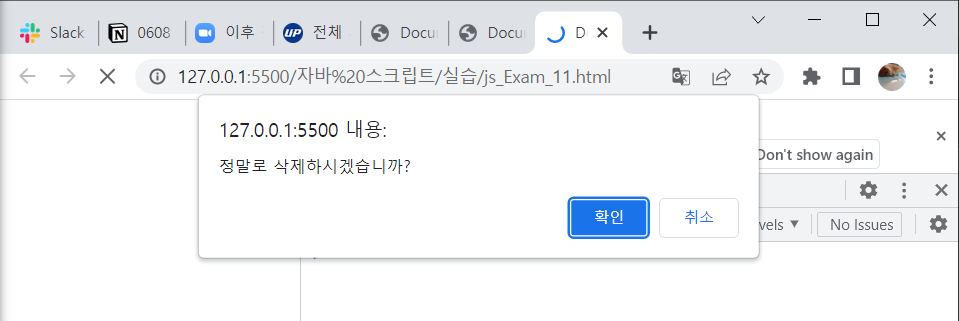 Slack
0608
이후
전체
Docu
Docu
D
127.0.0.1:5500/자바%20스크립트/실습/js_Exam_11.html
127.0.0.1:5500 내용:
정말로 삭제하시겠습니까?
확인
취소
Don't show again
vels
No Issues